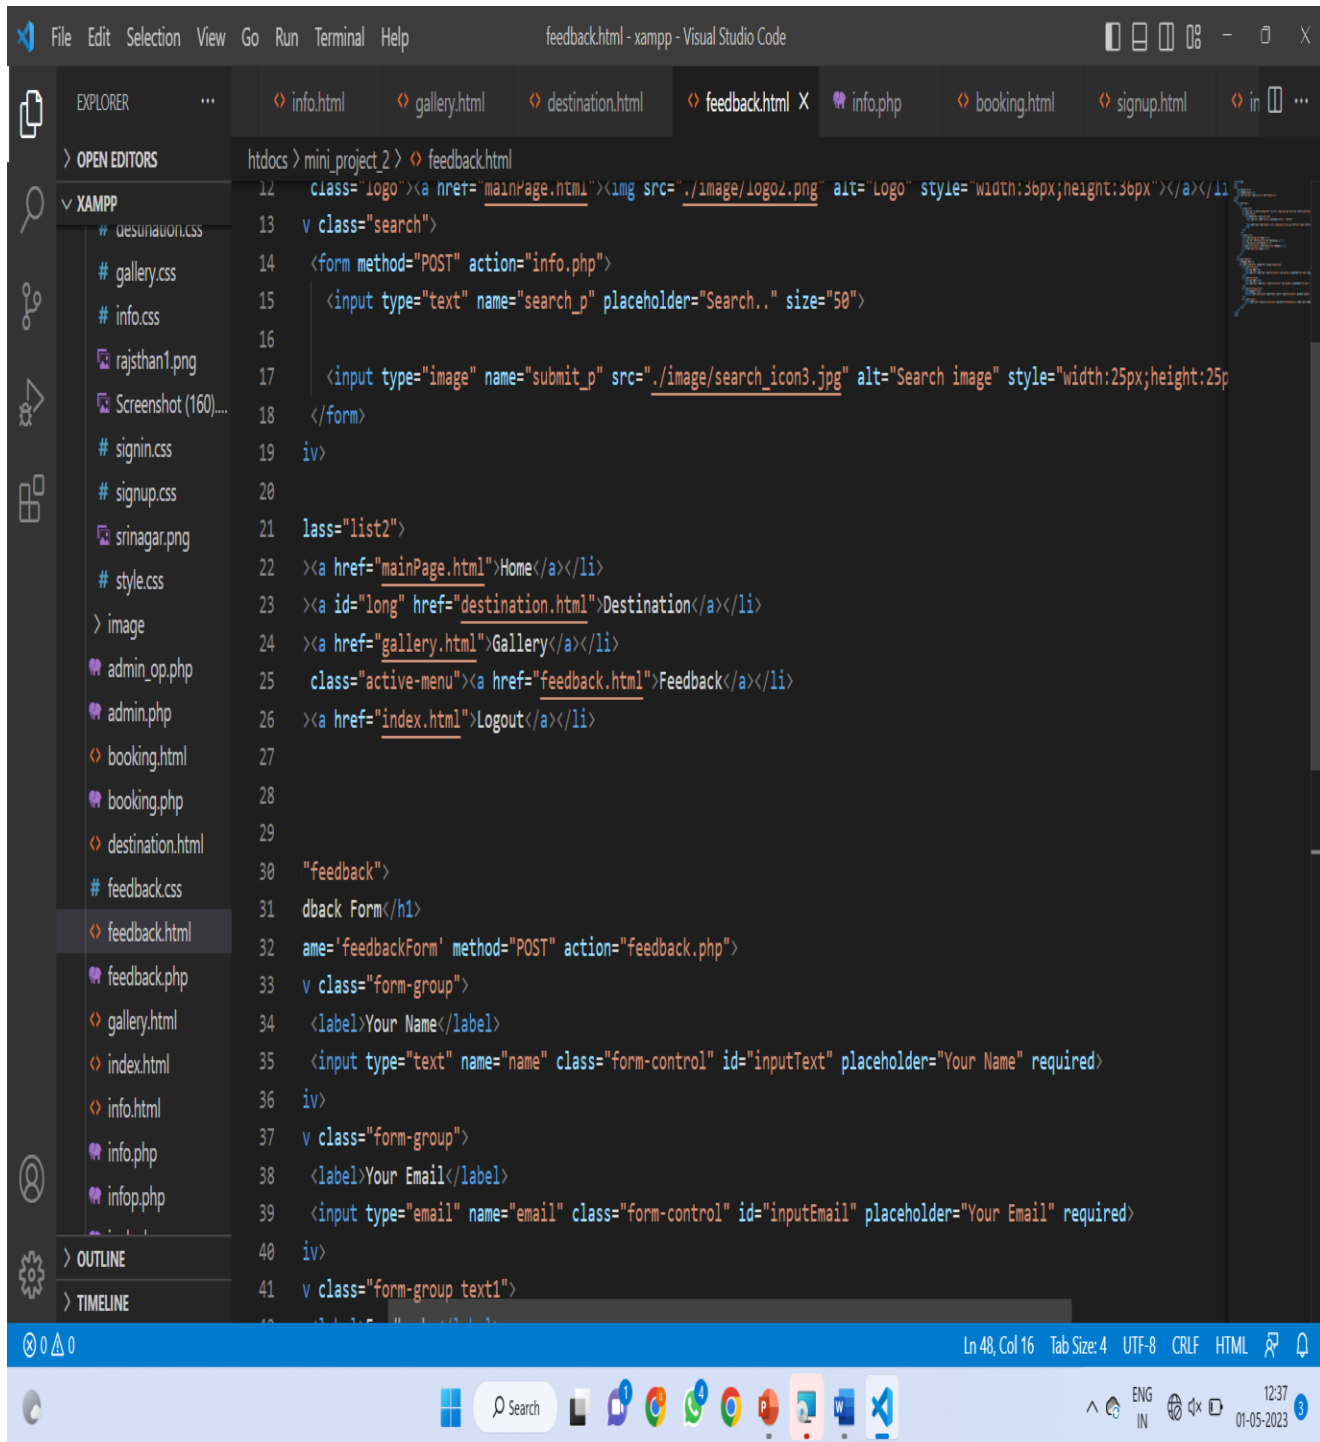 File Edit Selection View Go Run Terminal Help
feedback.html - xampp - Visual Studio Code
EXPLORER
info.html
gallery.html
destination.html
feedback.html
info.php
booking.html
signup.html
in
OPEN EDITORS
htdocs > mini_project_2 > feedback.html
XAMPP
destination.css
gallery.css
info.css
rajsthan1.png
Screenshot (160)....
signin.css
signup.css
srinagar.png
style.css
image
admin_op.php
admin.php
booking.html
booking.php
destination.html
feedback.css
feedback.html
feedback.php
gallery.html
index.html
info.html
info.php
infop.php
OUTLINE
TIMELINE
12 class="logo"><a href="mainPage.html"><img src="./image/logo2.png" alt="Logo" style="width:36px;height:36px"></a></li
13 v class="search">
14 <form method="POST" action="info.php">
15 <input type="text" name="search_p" placeholder="Search.." size="50">
16
17 <input type="image" name="submit_p" src="./image/search_icon3.jpg" alt="Search image" style="width:25px;height:25p
18 </form>
19 iv>
20
21 lass="list2">
22 ><a href="mainPage.html">Home</a></li>
23 ><a id="long" href="destination.html">Destination</a></li>
24 ><a href="gallery.html">Gallery</a></li>
25 class="active-menu"><a href="feedback.html">Feedback</a></li>
26 ><a href="index.html">Logout</a></li>
27
28
29
30 "feedback">
31 dback Form</h1>
32 ame='feedbackForm' method="POST" action="feedback.php">
33 v class="form-group">
34 <label>Your Name</label>
35 <input type="text" name="name" class="form-control" id="inputText" placeholder="Your Name" required>
36 iv>
37 v class="form-group">
38 <label>Your Email</label>
39 <input type="email" name="email" class="form-control" id="inputEmail" placeholder="Your Email" required>
40 iv>
41 v class="form-group text1">
0 0
Ln 48, Col 16 Tab Size: 4 UTF-8 CRLF HTML
Search
1
4
ENG
IN
12:37
01-05-2023
3